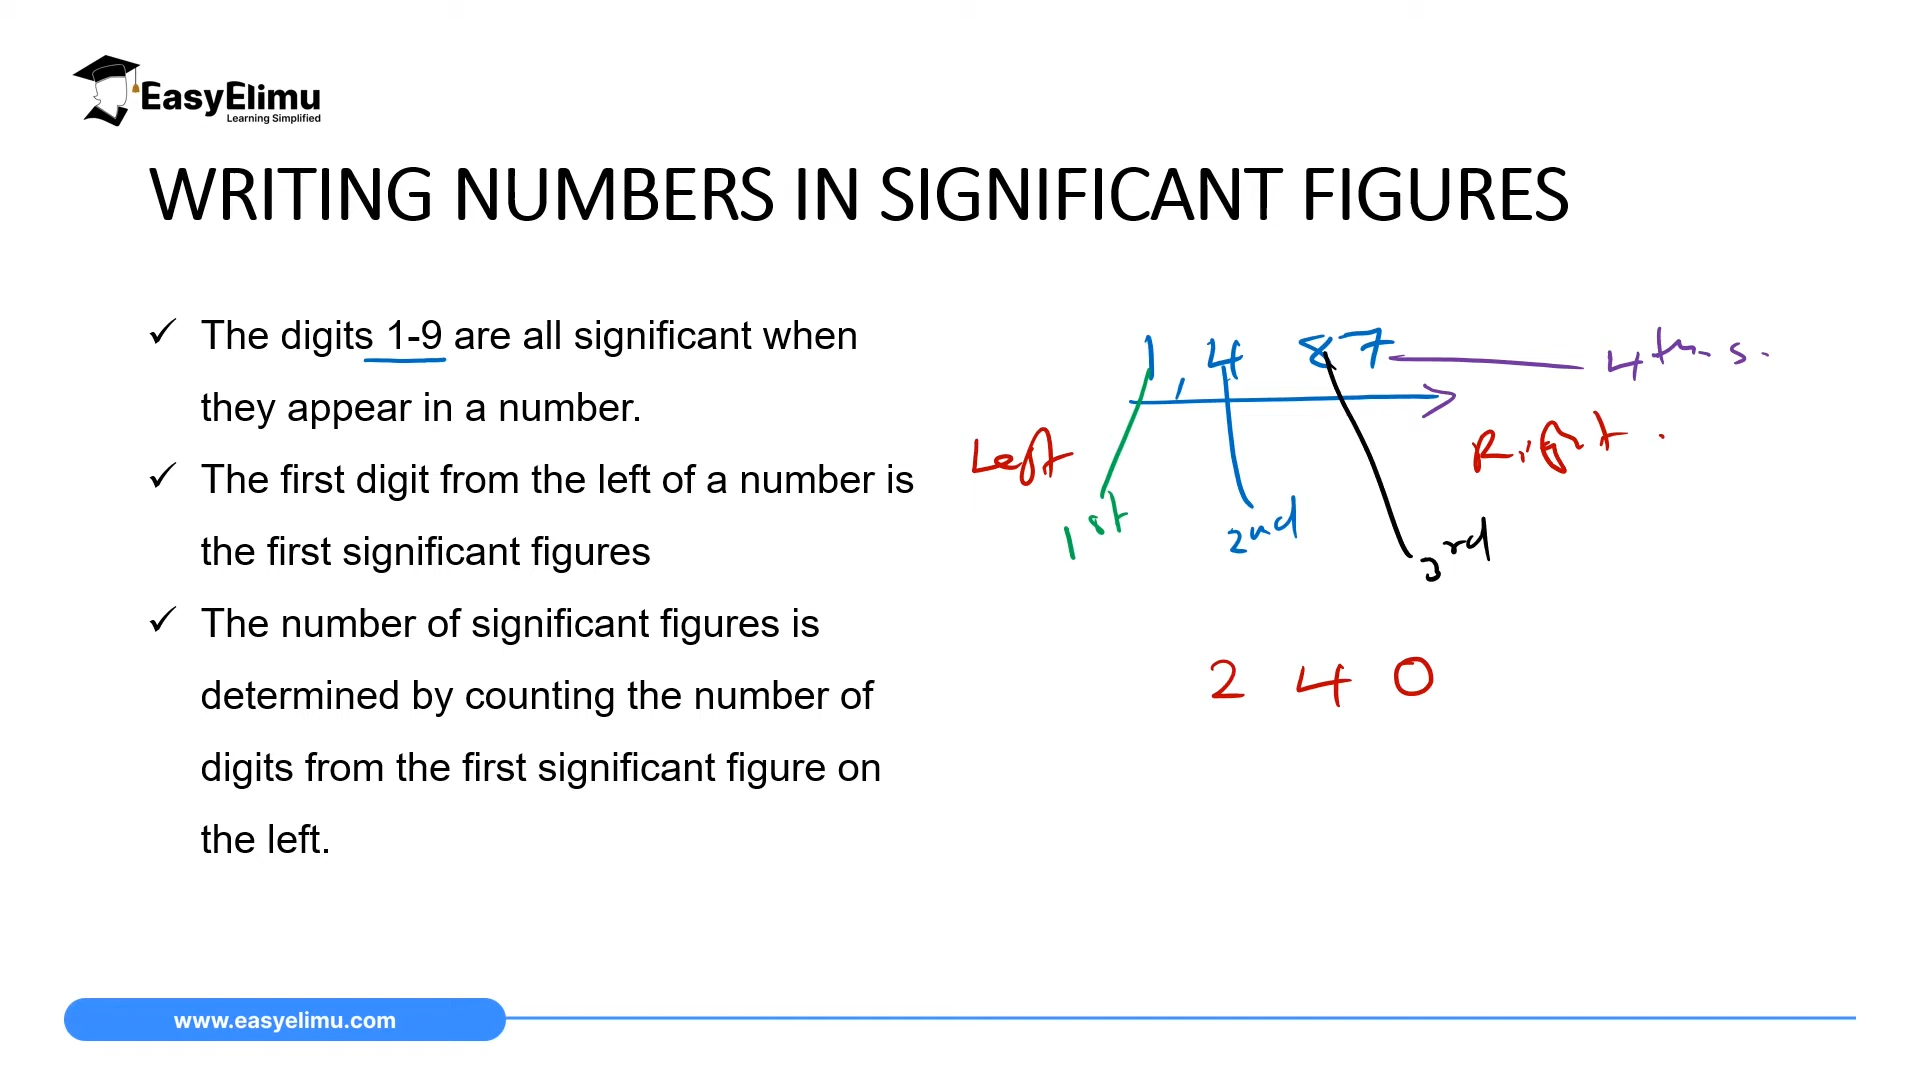 EasyElimu
Learning Simplified
WRITING NUMBERS IN SIGNIFICANT FIGURES
✓ The digits 1-9 are all significant when
they appear in a number.
✓ The first digit from the left of a number is
the first significant figures
✓ The number of significant figures is
determined by counting the number of
digits from the first significant figure on
the left.
1,487
4th s.
Left
Right.
1st
2nd
3rd
2 4 0
www.easyelimu.com